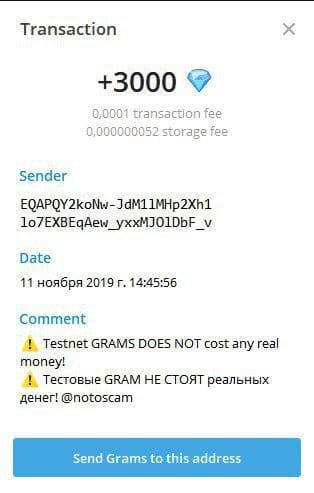 Transaction
+3000 💎
0,0001 transaction fee
0,000000052 storage fee
Sender
EQAPQY2koNw-JdM1lMHp2Xh1
lo7EXBEqAew_yxxMJOlDbF_v
Date
11 ноября 2019 г. 14:45:56
Comment
⚠️ Testnet GRAMS DOES NOT cost any real
money!
⚠️ Тестовые GRAM НЕ СТОЯТ реальных
денег! @notoscam
Send Grams to this address